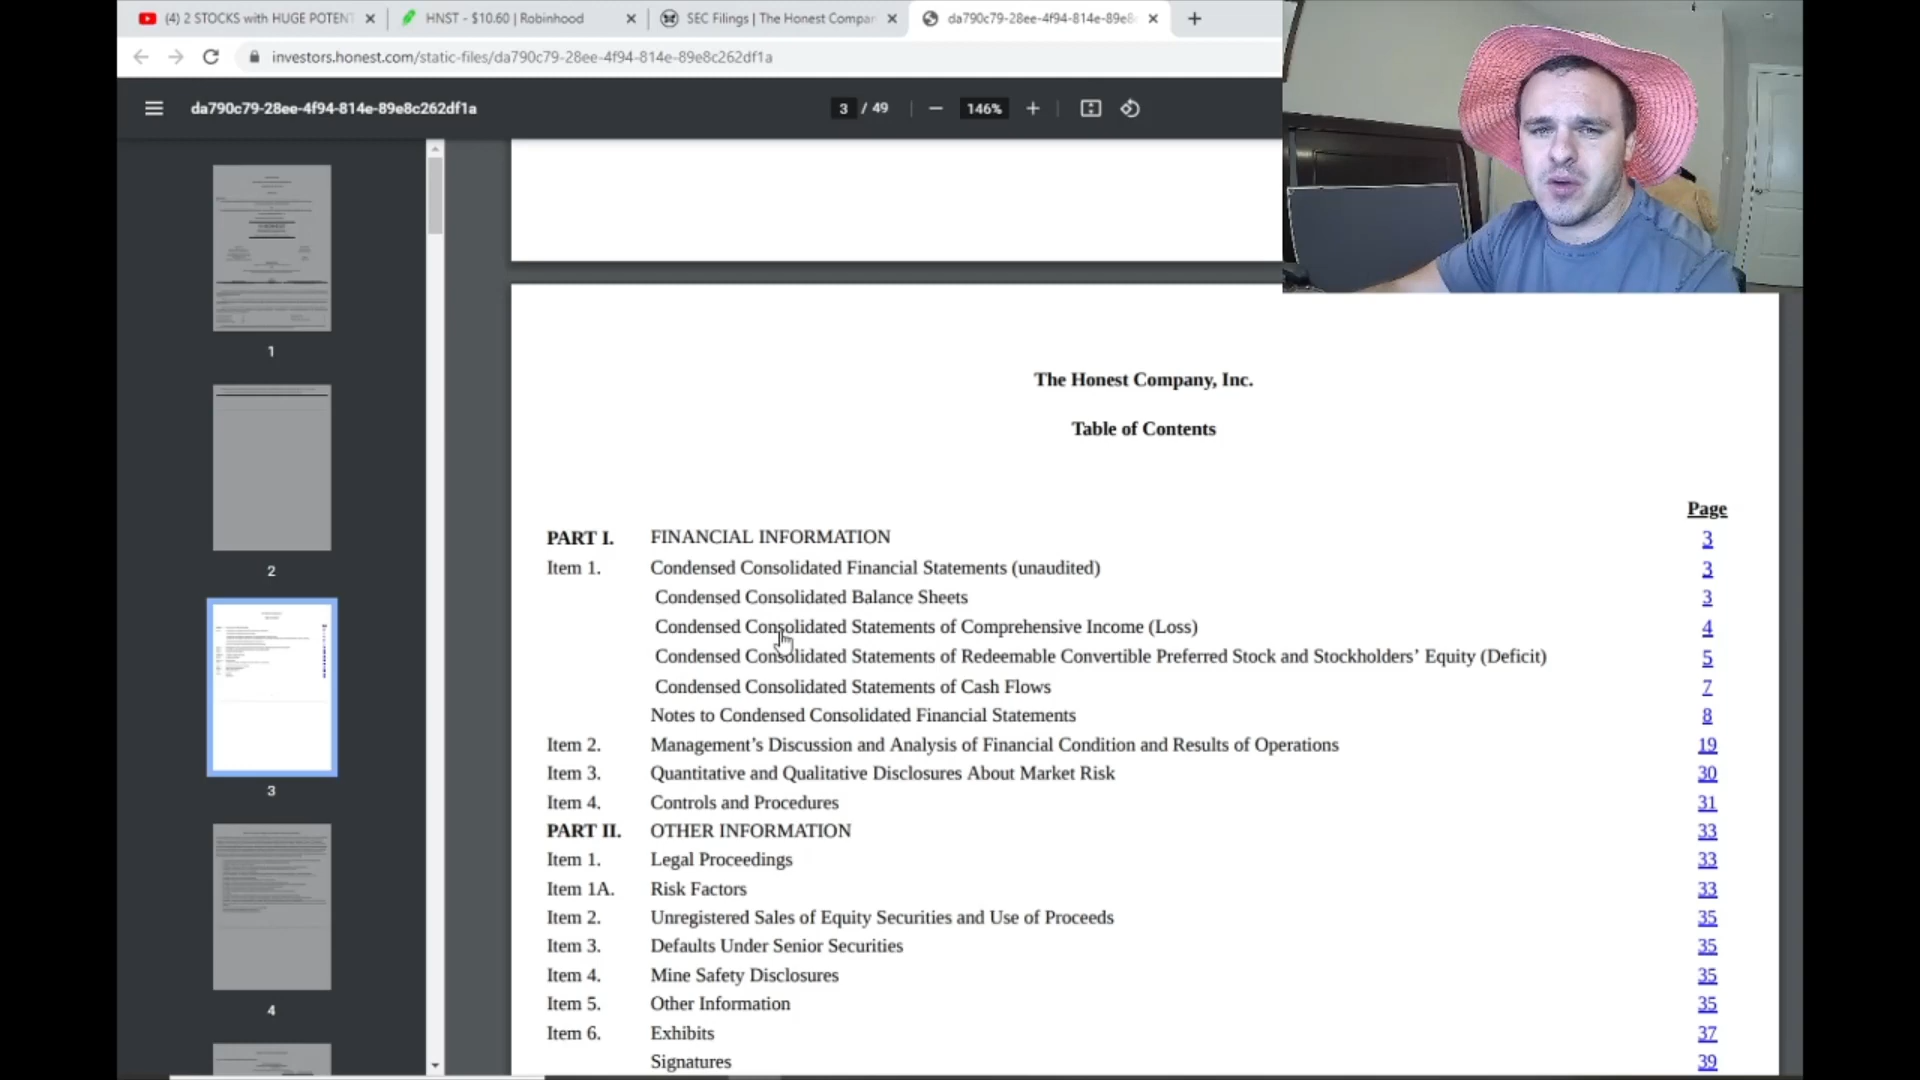 (4) 2 STOCKS with HUGE POTENT
HNST - $10.60 | Robinhood
SEC Filings | The Honest Compan
da790c79-28ee-4f94-814e-89e8c
investors.honest.com/static-files/da790c79-28ee-4f94-814e-89e8c262df1a
da790c79-28ee-4f94-814e-89e8c262df1a
3 / 49
146%
1
2
3
4
The Honest Company, Inc.
Table of Contents
Page
PART I. FINANCIAL INFORMATION 3
Item 1. Condensed Consolidated Financial Statements (unaudited) 3
Condensed Consolidated Balance Sheets 3
Condensed Consolidated Statements of Comprehensive Income (Loss) 4
Condensed Consolidated Statements of Redeemable Convertible Preferred Stock and Stockholders’ Equity (Deficit) 5
Condensed Consolidated Statements of Cash Flows 7
Notes to Condensed Consolidated Financial Statements 8
Item 2. Management’s Discussion and Analysis of Financial Condition and Results of Operations 19
Item 3. Quantitative and Qualitative Disclosures About Market Risk 30
Item 4. Controls and Procedures 31
PART II. OTHER INFORMATION 33
Item 1. Legal Proceedings 33
Item 1A. Risk Factors 33
Item 2. Unregistered Sales of Equity Securities and Use of Proceeds 35
Item 3. Defaults Under Senior Securities 35
Item 4. Mine Safety Disclosures 35
Item 5. Other Information 35
Item 6. Exhibits 37
Signatures 39